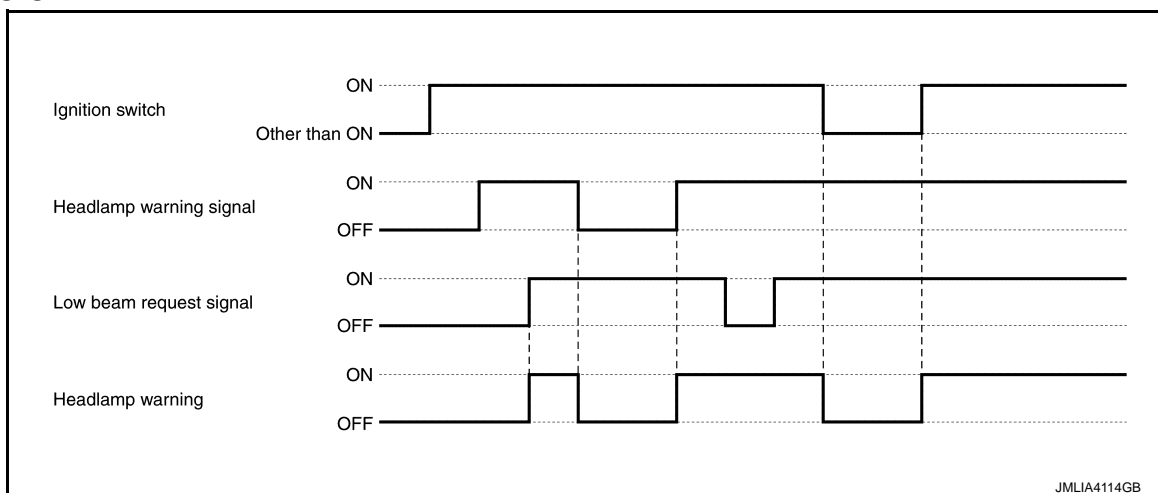 ON
Ignition switch
Other than ON
ON
Headlamp warning signal
OFF
ON
Low beam request signal
OFF
ON
Headlamp warning
OFF
JMLIA4114GB